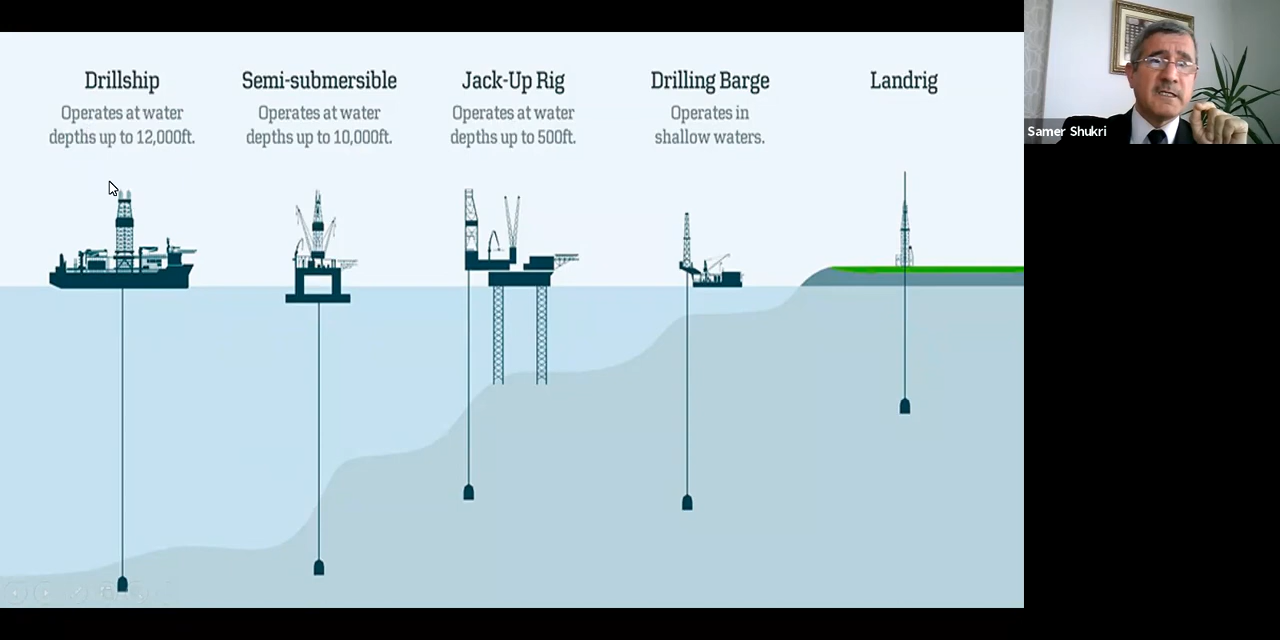 Drillship
Operates at water
depths up to 12,000ft.
Semi-submersible
Operates at water
depths up to 10,000ft.
Jack-Up Rig
Operates at water
depths up to 500ft.
Drilling Barge
Operates in
shallow waters.
Landrig
Samer Shukri